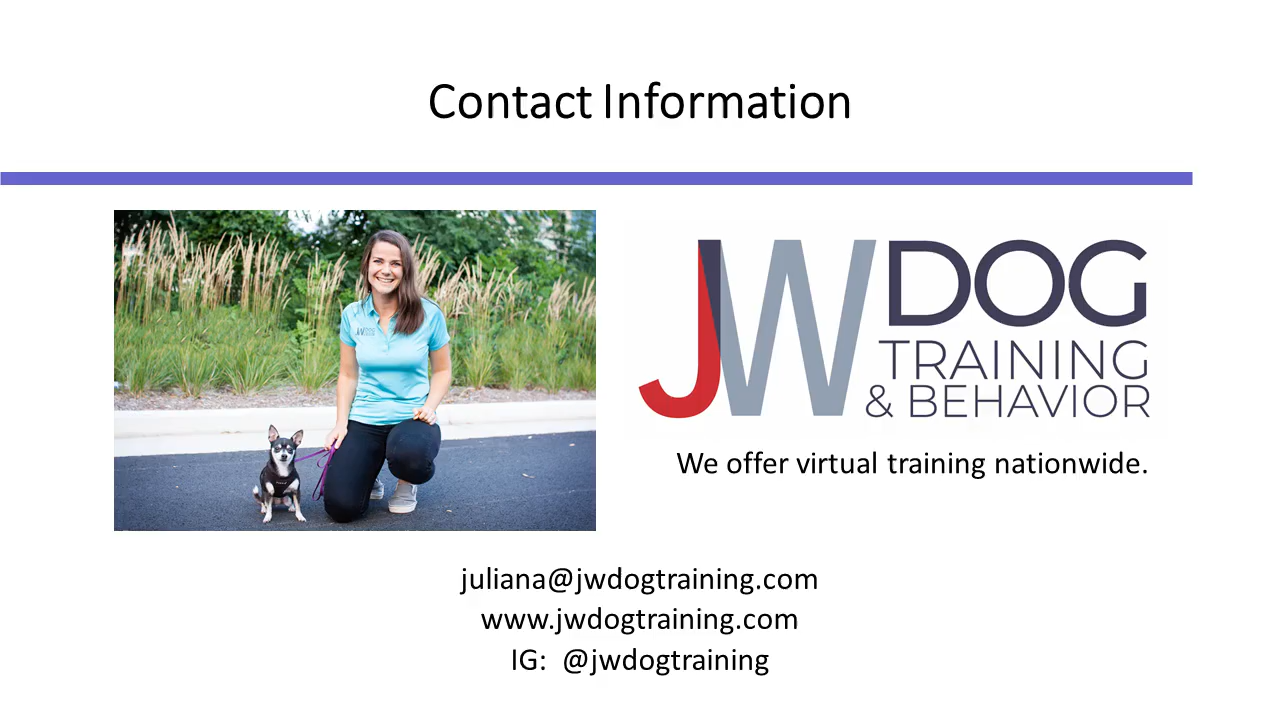 Contact Information
JW DOG
TRAINING
& BEHAVIOR
We offer virtual training nationwide.
juliana@jwdogtraining.com
www.jwdogtraining.com
IG:  @jwdogtraining